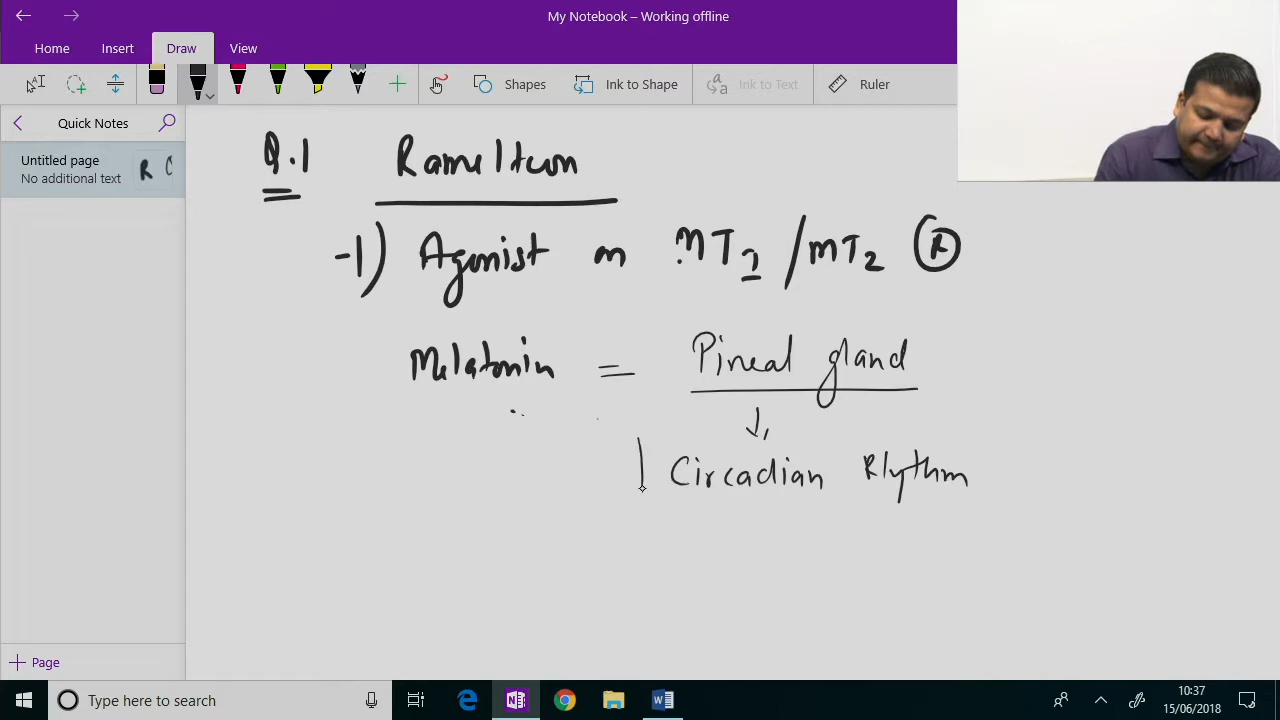 My Notebook – Working offline
Home Insert Draw View
Shapes Ink to Shape Ink to Text Ruler
Quick Notes
Untitled page
No additional text
R C
Q.1 Ramelteon
-1) Agonist on MT1 / MT2 R
Melatonin = Pineal gland
Circadian Rhythm
Page
Type here to search
10:37
15/06/2018